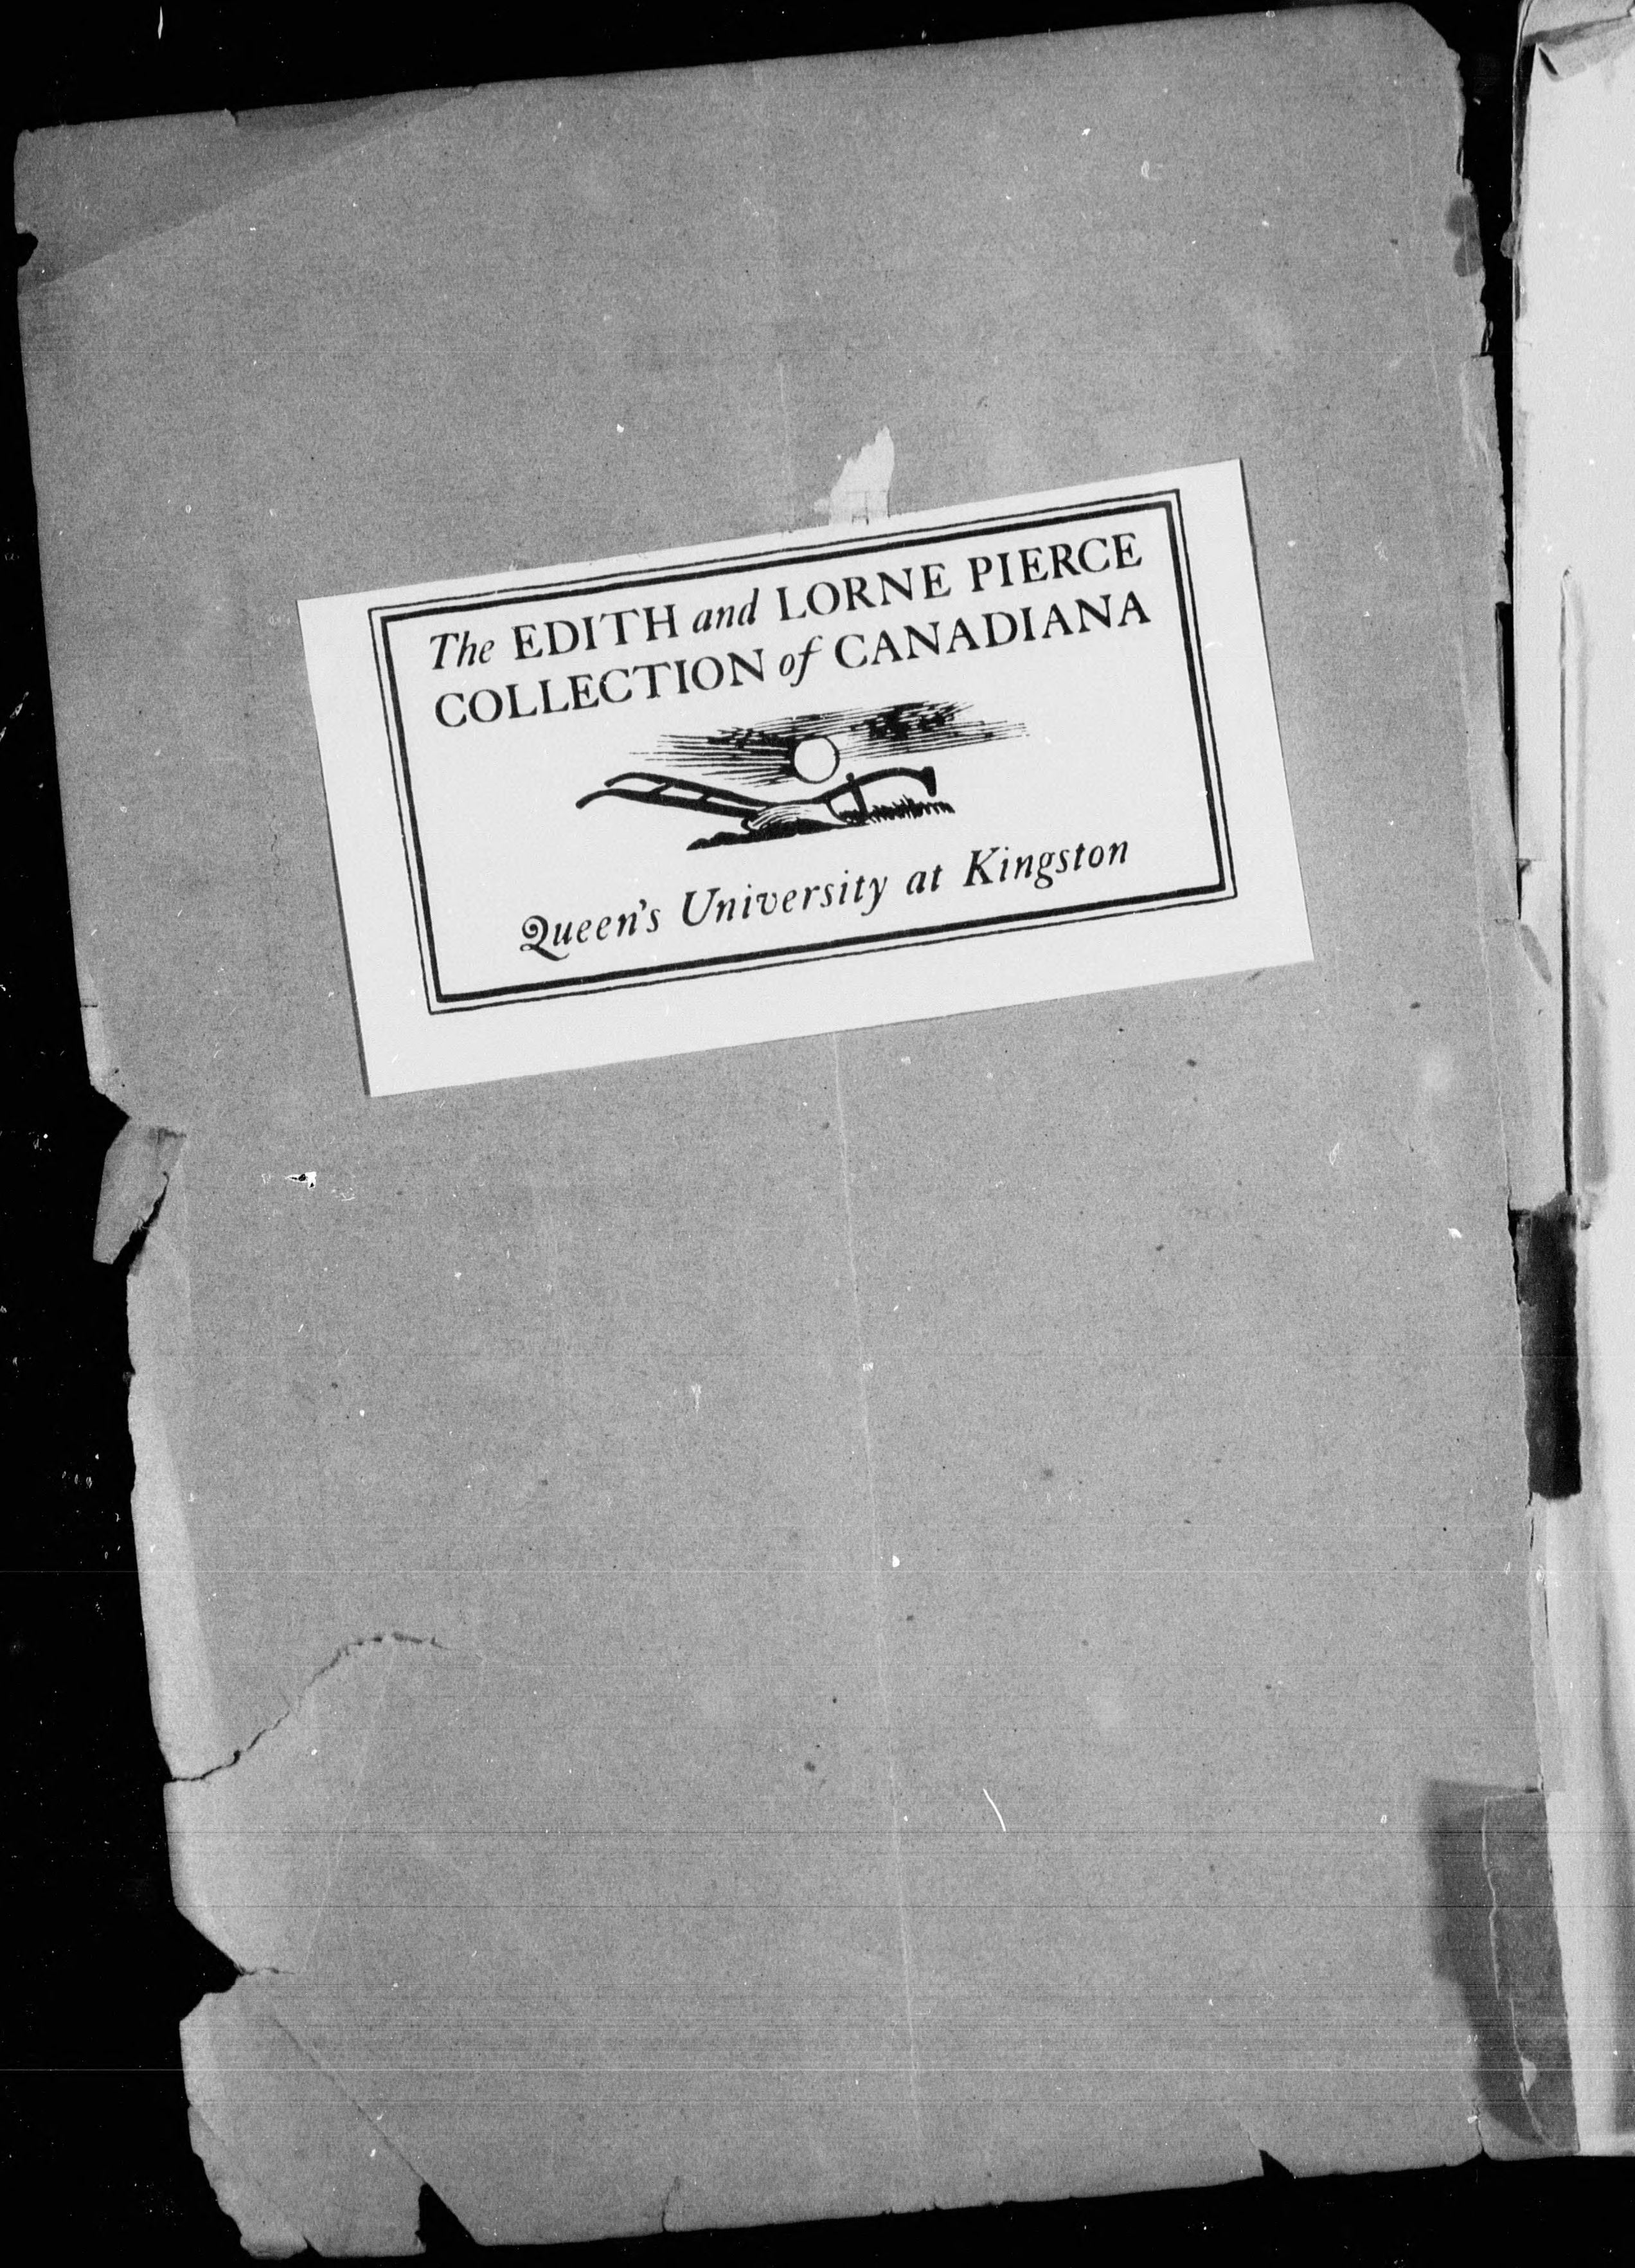 The EDITH and LORNE PIERCE
COLLECTION of CANADIANA
Queen's University at Kingston